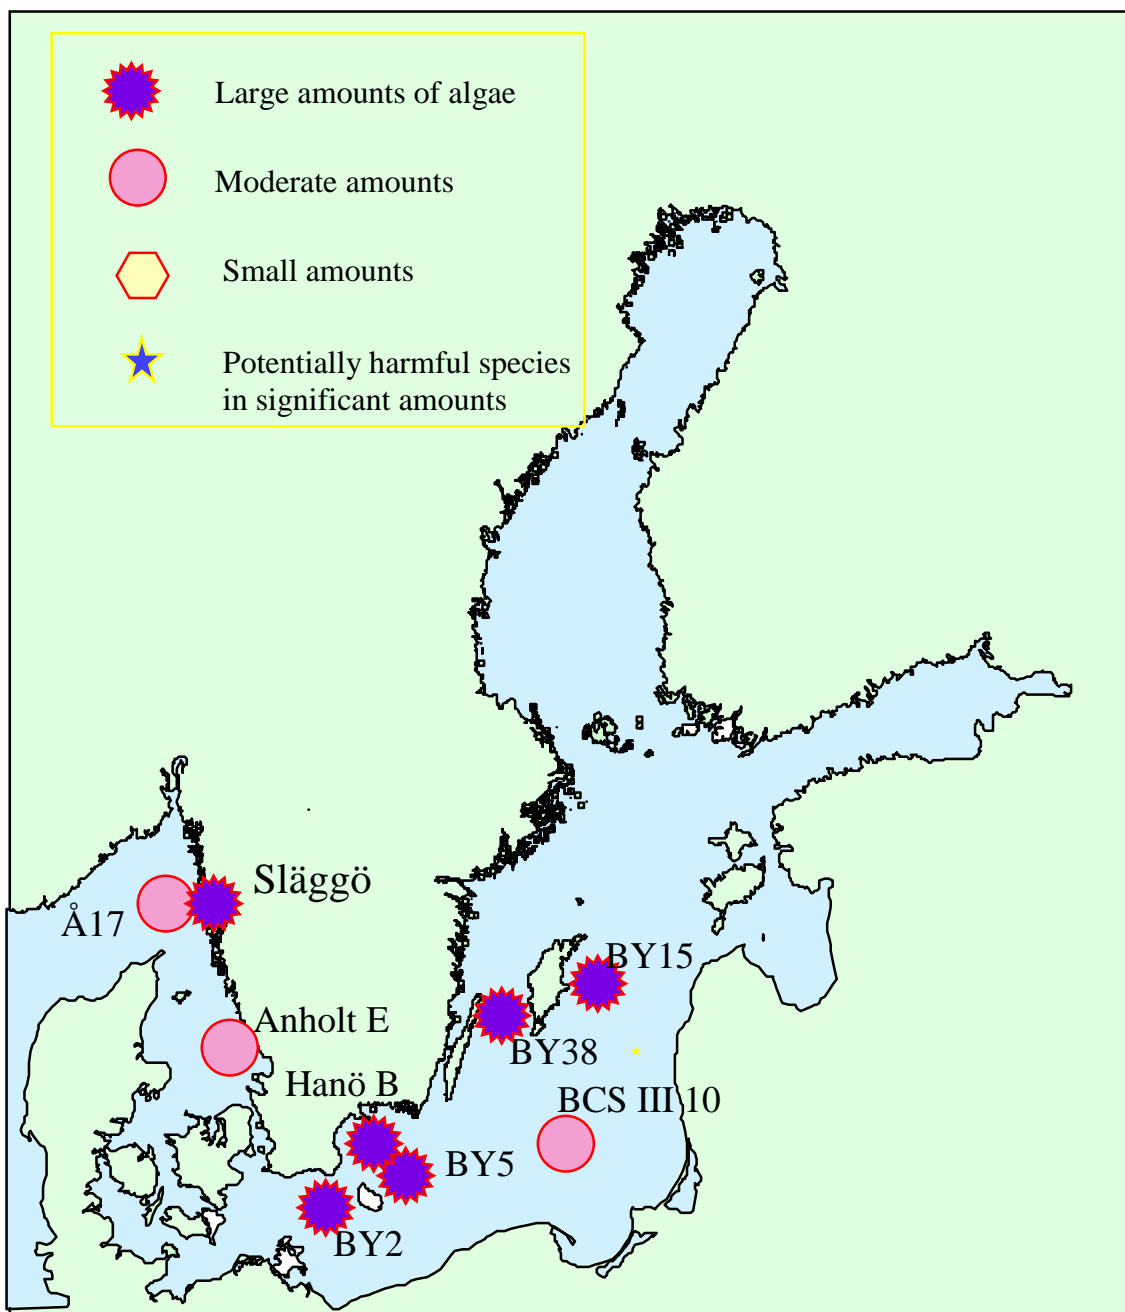 Large amounts of algae
Moderate amounts
Small amounts
Potentially harmful species
in significant amounts
Släggö
Å17
BY15
Anholt E
BY38
Hanö B
BCS III 10
BY5
BY2